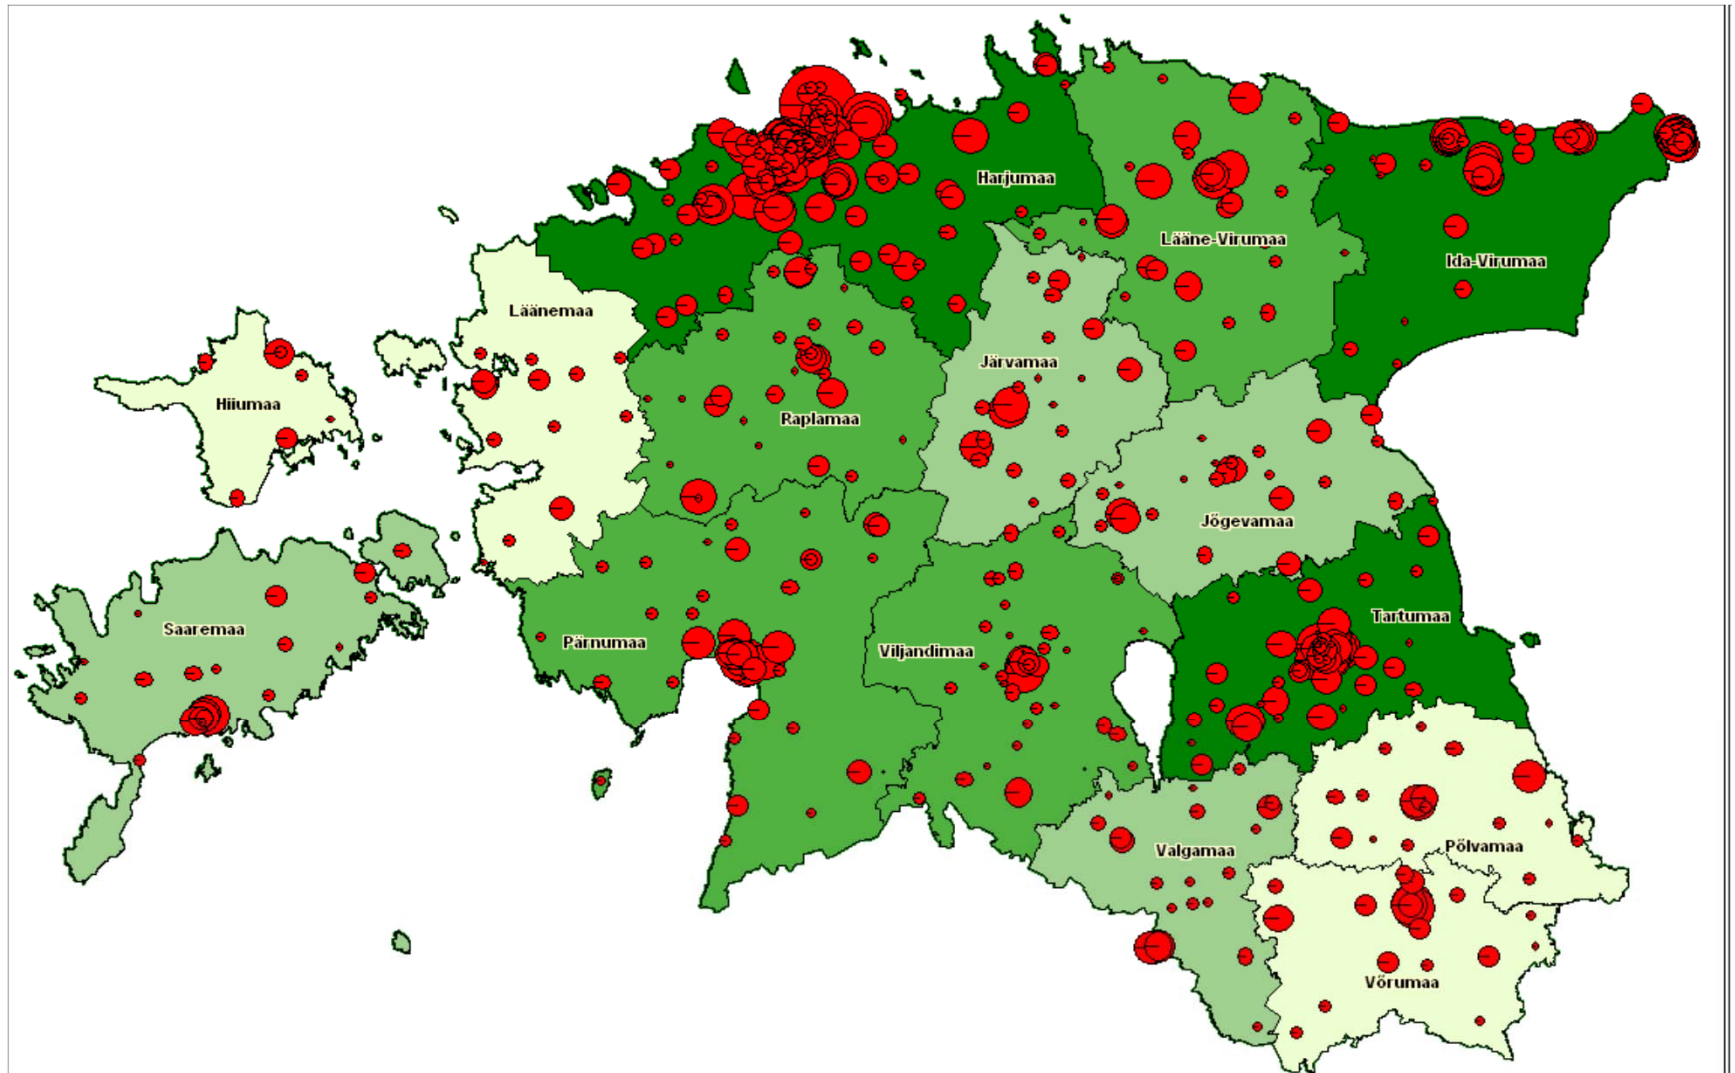 Harjumaa
Lääne-Virumaa
Ida-Virumaa
Läänemaa
Järvamaa
Hiiumaa
Raplamaa
Jõgevamaa
Saaremaa
Pärnumaa
Viljandimaa
Tartumaa
Valgamaa
Põlvamaa
Võrumaa